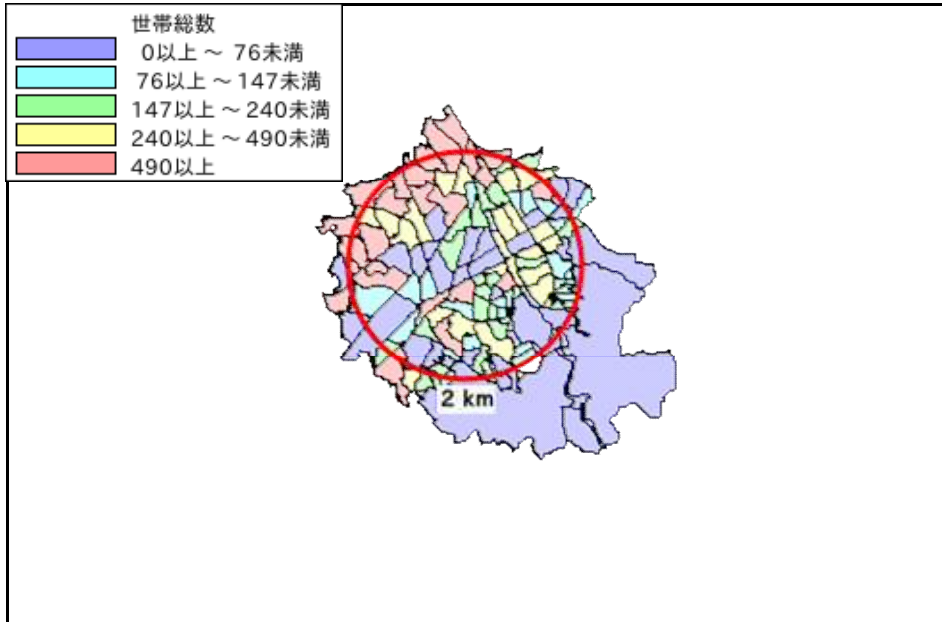 世帯総数
0以上 ~ 76未満
76以上 ~ 147未満
147以上 ~ 240未満
240以上 ~ 490未満
490以上
2 km